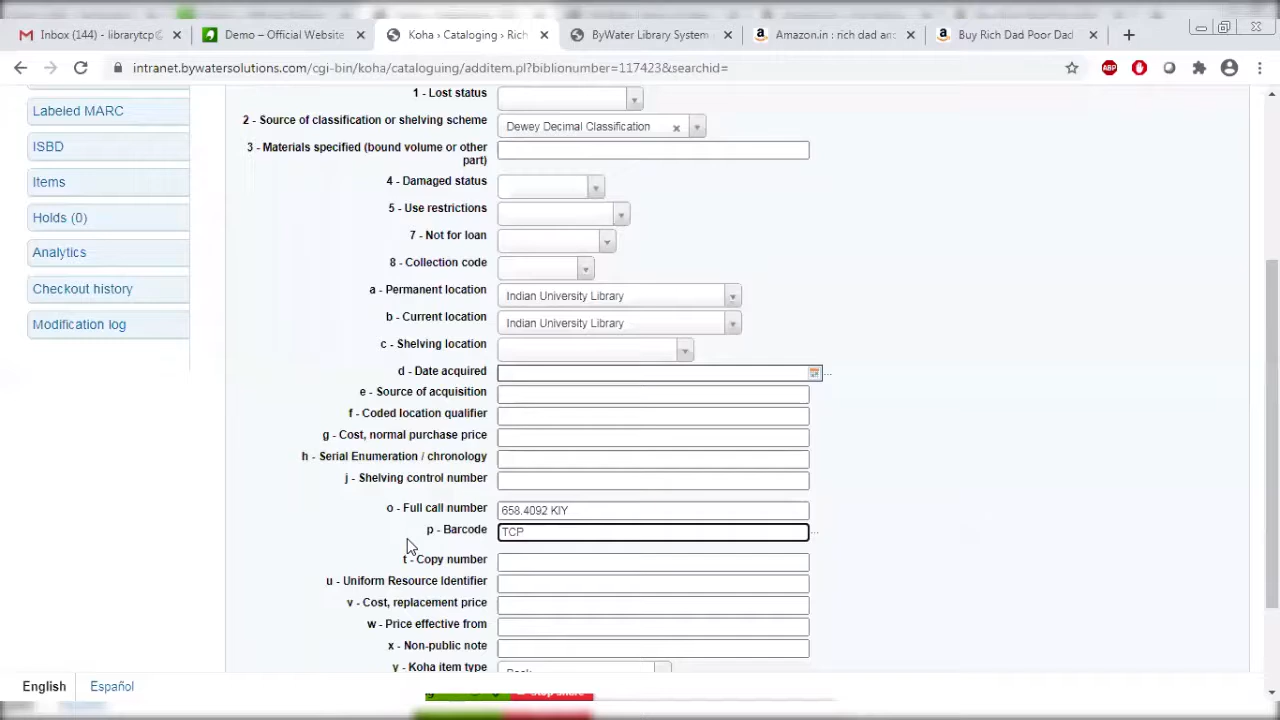 Inbox (144) - librarytcp@
Demo – Official Website
Koha › Cataloging › Rich
ByWater Library System
Amazon.in : rich dad an
Buy Rich Dad Poor Dad
intranet.bywatersolutions.com/cgi-bin/koha/cataloguing/additem.pl?biblionumber=117423&searchid=
ABP
Labeled MARC
ISBD
Items
Holds (0)
Analytics
Checkout history
Modification log
1 - Lost status
2 - Source of classification or shelving scheme Dewey Decimal Classification x
3 - Materials specified (bound volume or other
part)
4 - Damaged status
5 - Use restrictions
7 - Not for loan
8 - Collection code
a - Permanent location Indian University Library
b - Current location Indian University Library
c - Shelving location
d - Date acquired ...
e - Source of acquisition
f - Coded location qualifier
g - Cost, normal purchase price
h - Serial Enumeration / chronology
j - Shelving control number
o - Full call number 658.4092 KIY
p - Barcode TCP ...
t - Copy number
u - Uniform Resource Identifier
v - Cost, replacement price
w - Price effective from
x - Non-public note
y - Koha item type
English Español